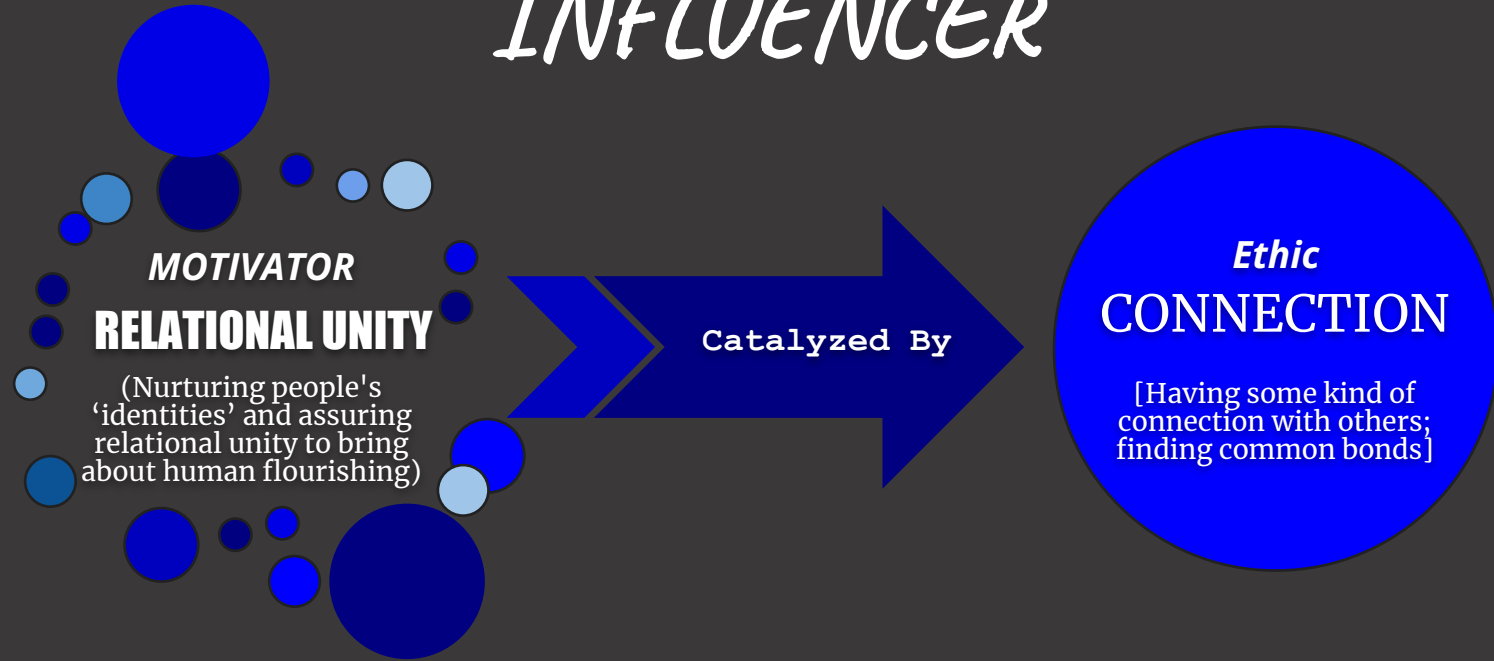 INFLUENCER
MOTIVATOR
RELATIONAL UNITY
(Nurturing people's
‘identities’ and assuring
relational unity to bring
about human flourishing)
Catalyzed By
Ethic
CONNECTION
[Having some kind of
connection with others;
finding common bonds]